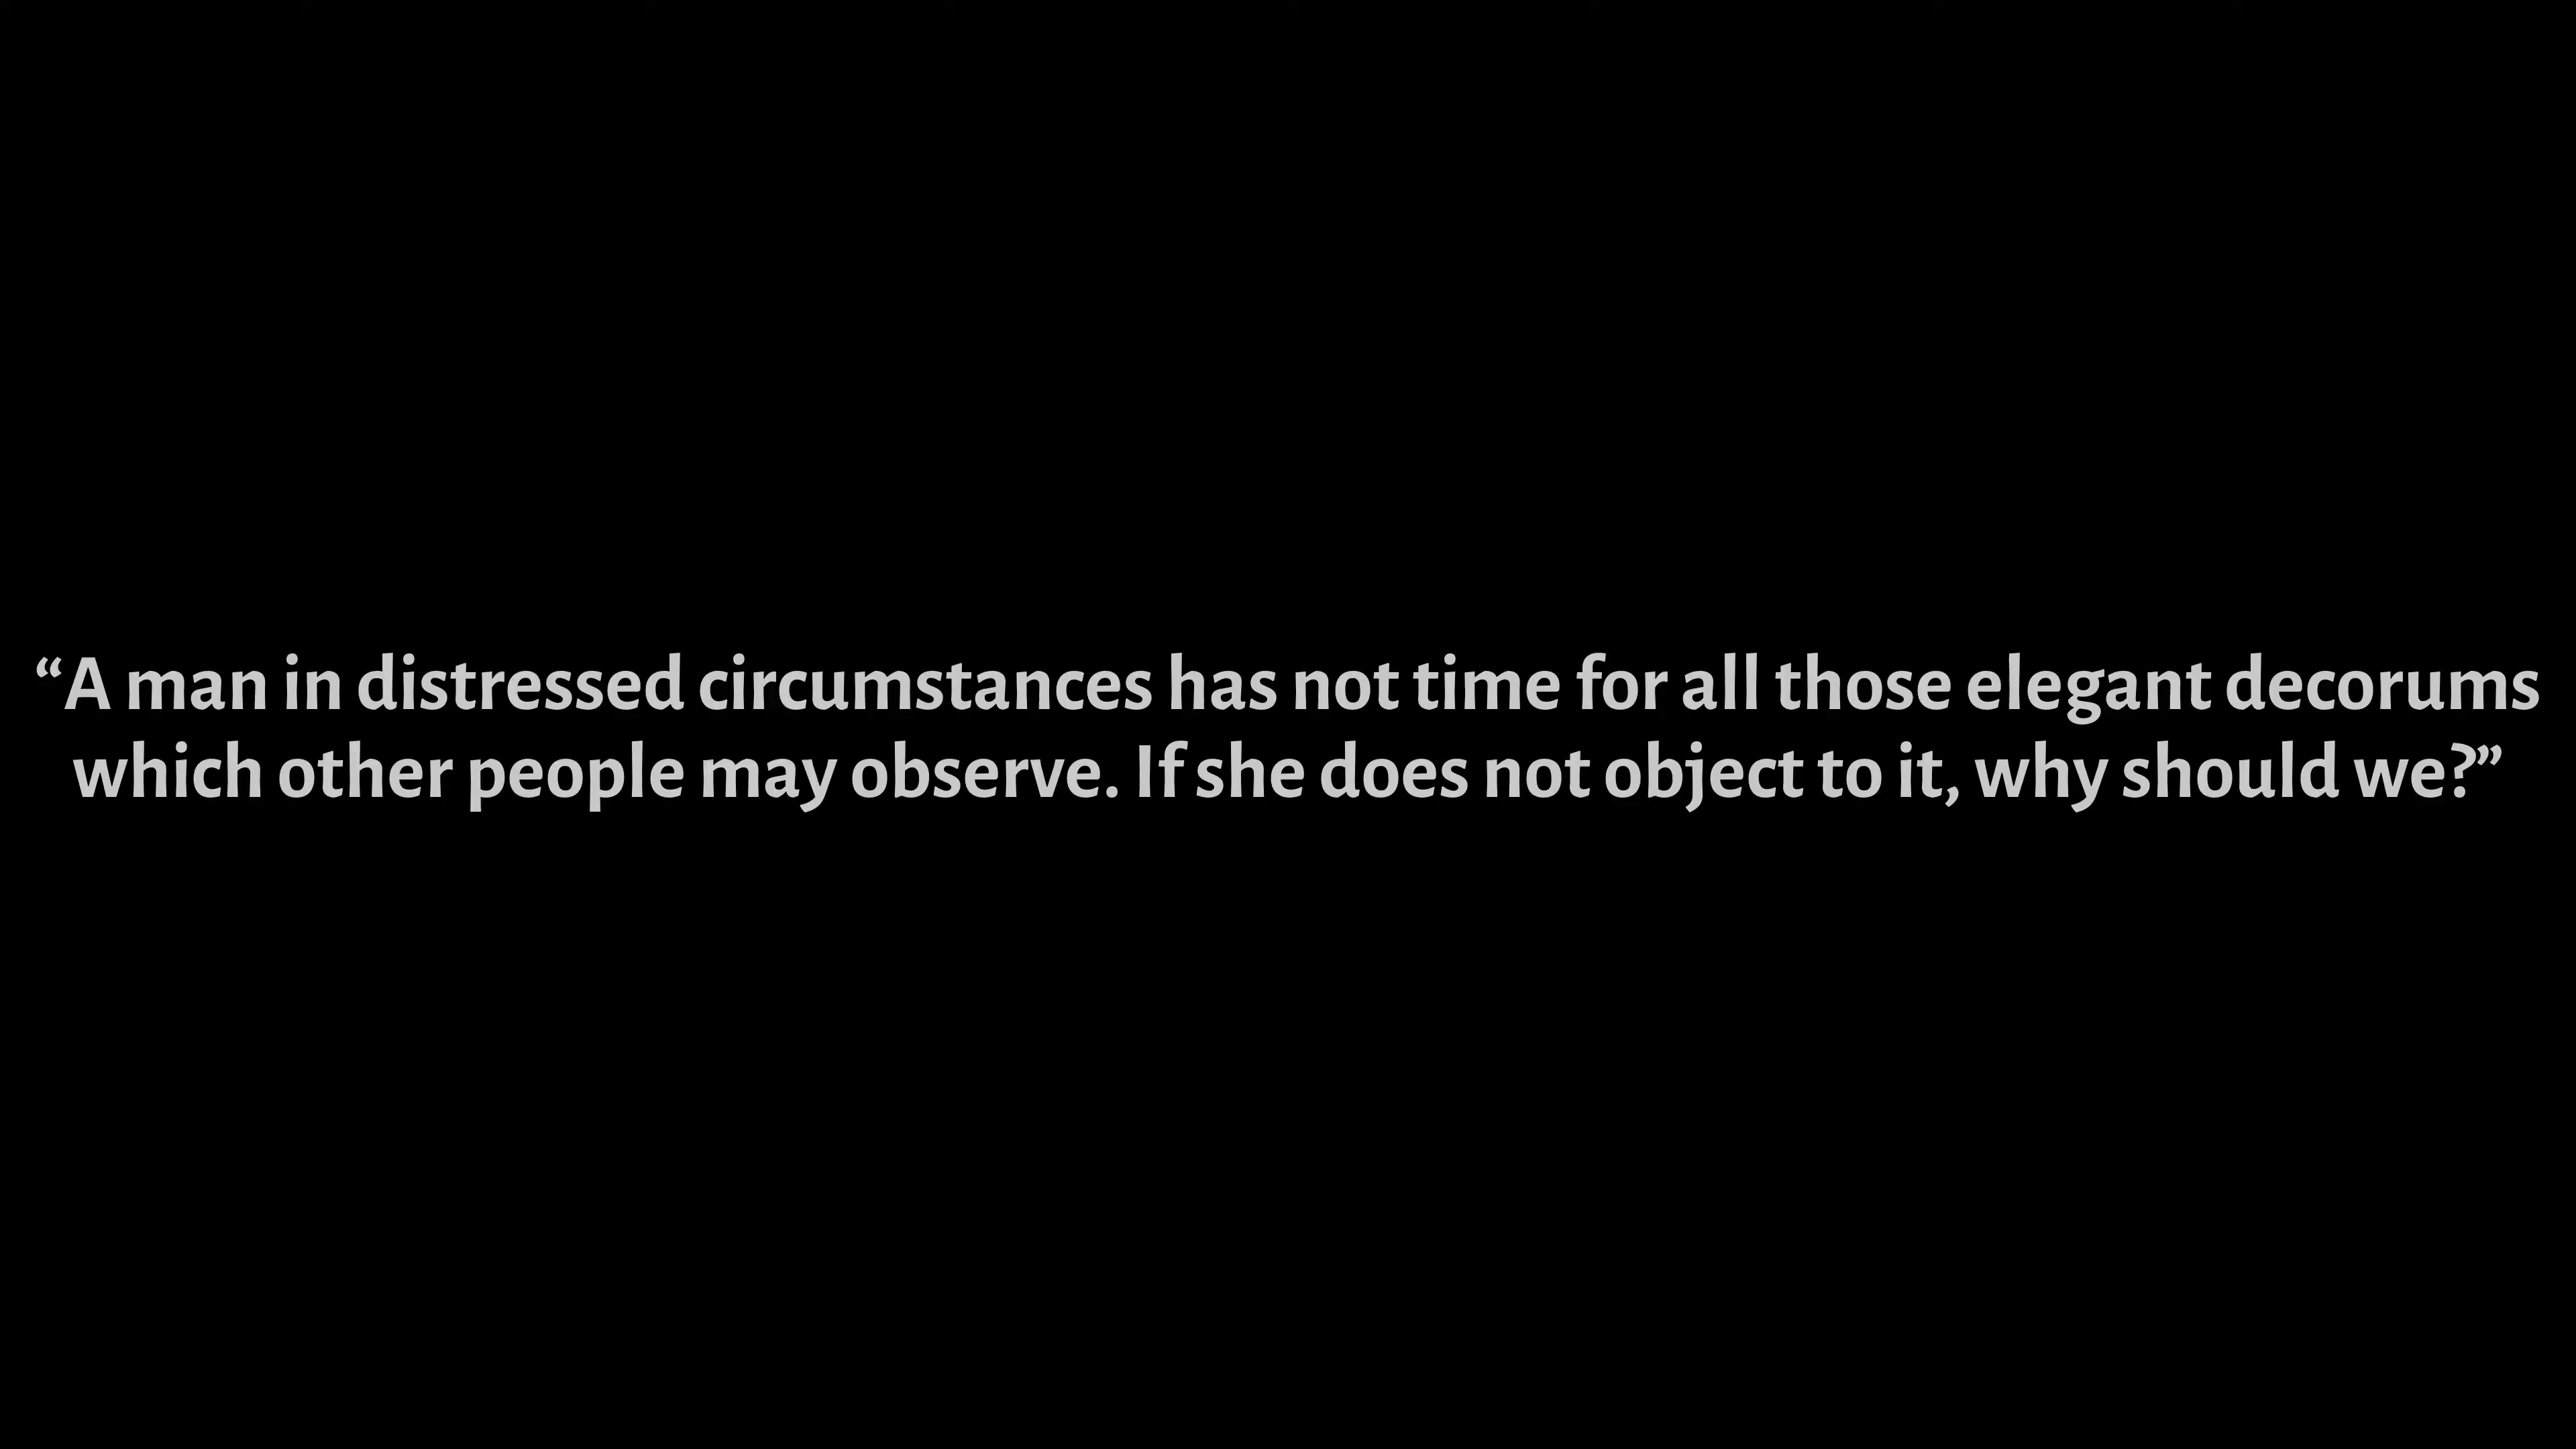 “A man in distressed circumstances has not time for all those elegant decorums
which other people may observe. If she does not object to it, why should we?”